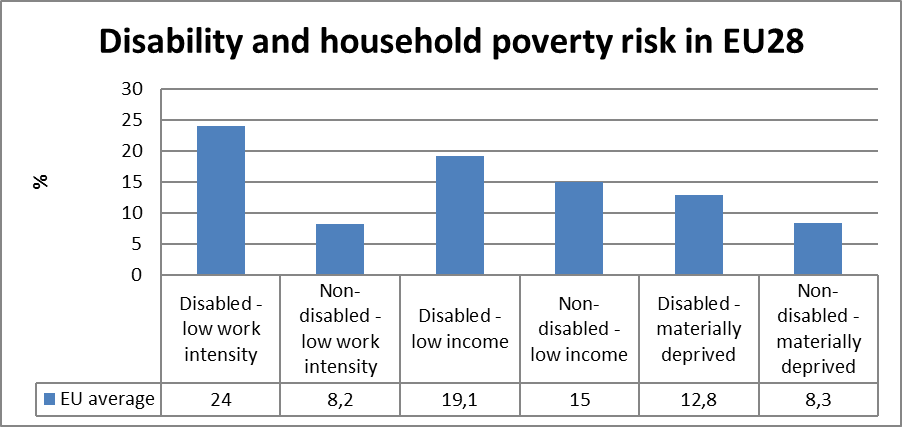 Disability and household poverty risk in EU28
%
30
25
20
15
10
5
0
Disabled -
low work
intensity
Non-
disabled -
low work
intensity
Disabled -
low income
Non-
disabled -
low income
Disabled -
materially
deprived
Non-
disabled -
materially
deprived
EU average 24 8,2 19,1 15 12,8 8,3